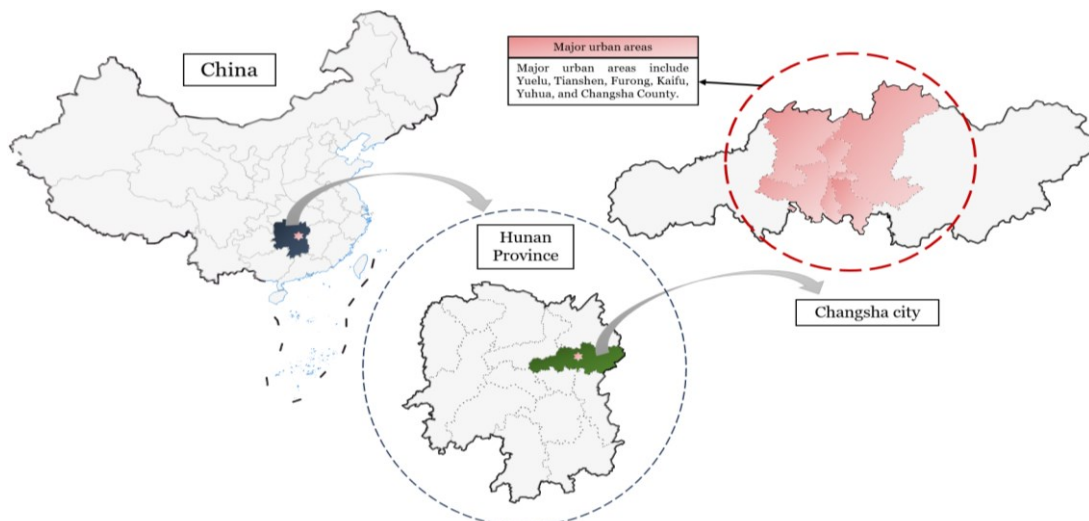 China
Major urban areas
Major urban areas include
Yuelu, Tianshen, Furong, Kaifu,
Yuhua, and Changsha County.
Hunan
Province
Changsha city